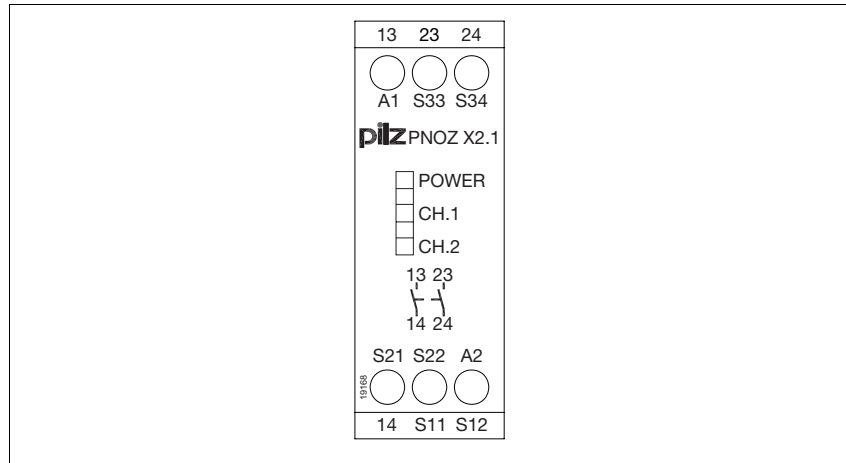 13 23 24
A1 S33 S34
pilz PNOZ X2.1
POWER
CH.1
CH.2
13 23
14 24
S21 S22 A2
19168
14 S11 S12